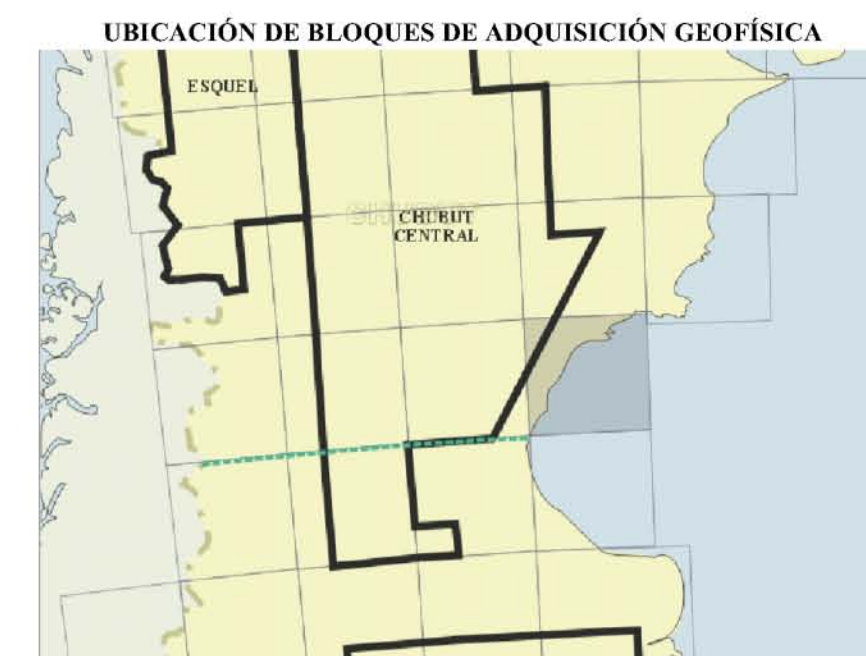 UBICACIÓN DE BLOQUES DE ADQUISICIÓN GEOFÍSICA
ESQUEL
CHUBUT
CENTRAL